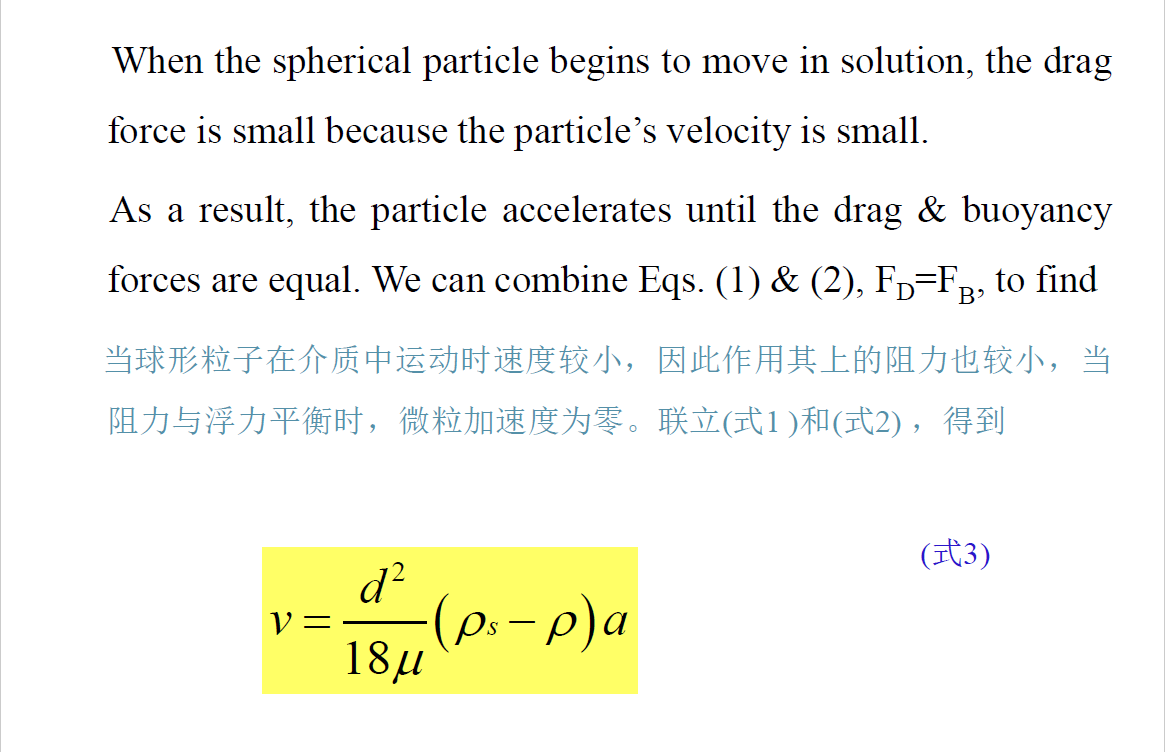 When the spherical particle begins to move in solution, the drag
force is small because the particle’s velocity is small.
As a result, the particle accelerates until the drag & buoyancy
forces are equal. We can combine Eqs. (1) & (2), F_D=F_B, to find
当球形粒子在介质中运动时速度较小，因此作用其上的阻力也较小，当
阻力与浮力平衡时，微粒加速度为零。联立(式1 )和(式2) ，得到
(式3)
v = \frac{d^2}{18\mu}(\rho_s - \rho)a